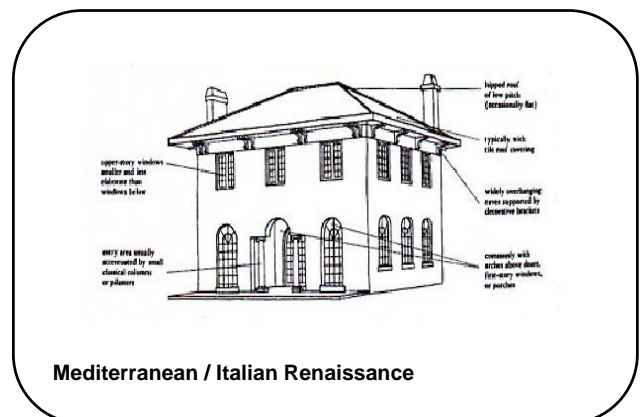 hipped roof
of low pitch
(occasionally flat)
typically with
tile roof covering
upper-story windows
smaller and less
elaborate than
windows below
widely overhanging
eaves supported by
decorative brackets
entry area usually
accentuated by small
classical columns
or pilasters
commonly with
arches above doors,
first-story windows,
or porches
Mediterranean / Italian Renaissance